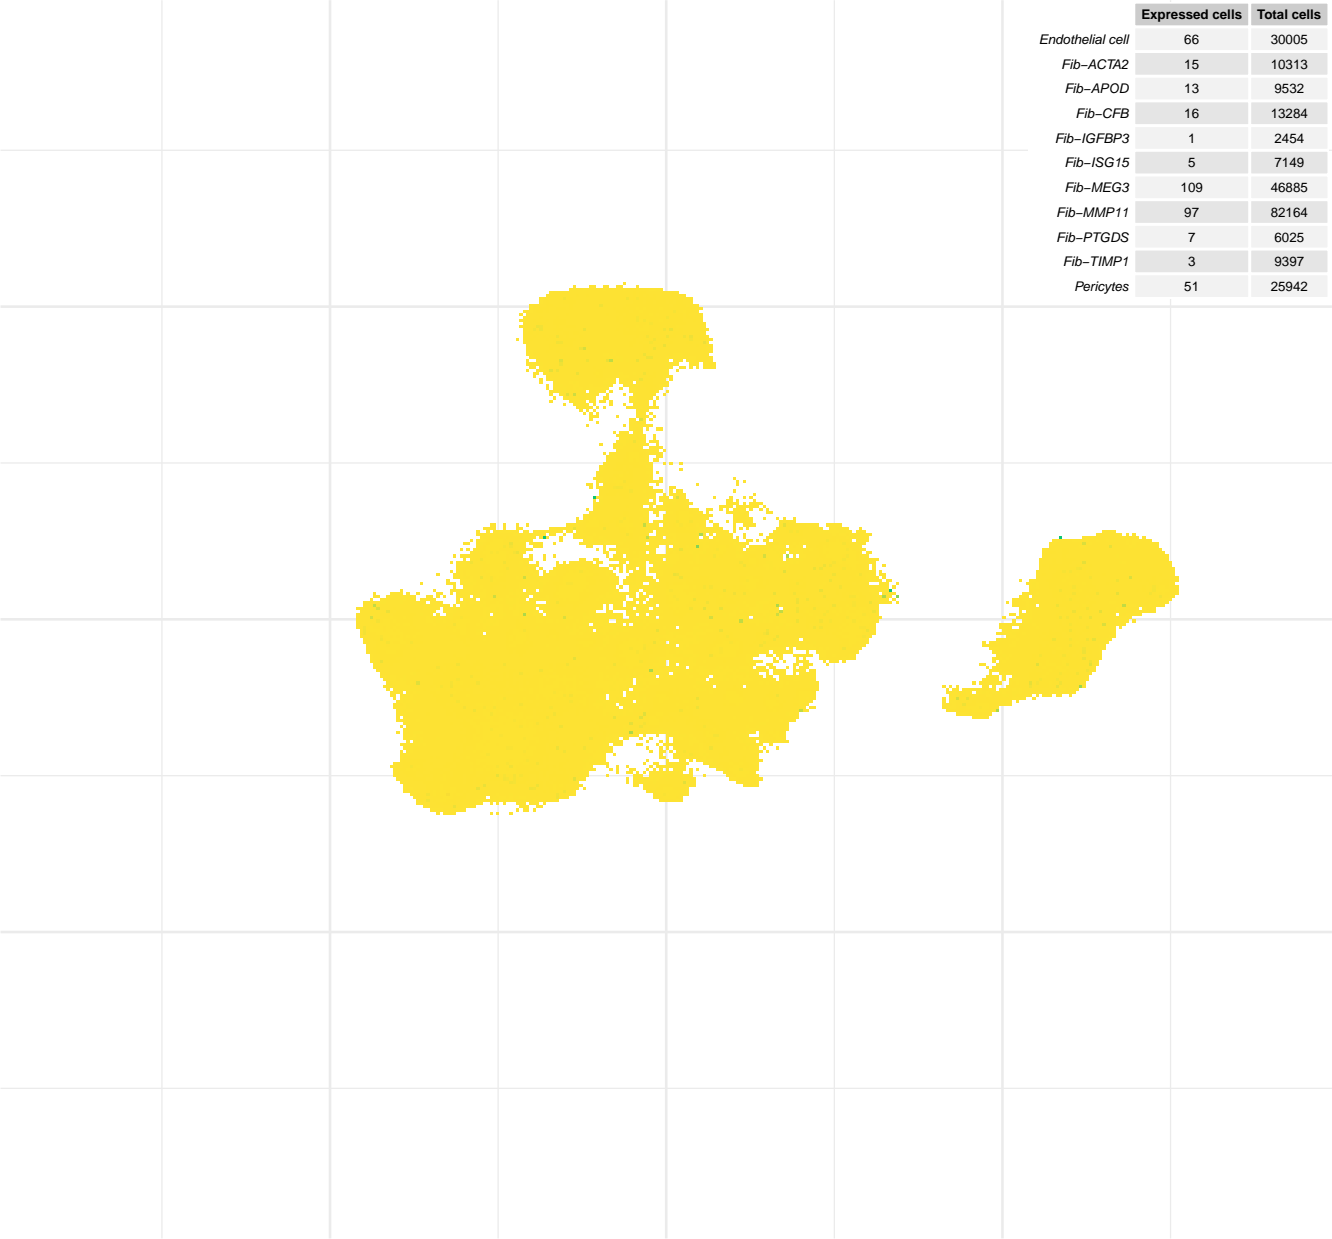 Expressed cells Total cells
Endothelial cell 66 30005
Fib−ACTA2 15 10313
Fib−APOD 13 9532
Fib−CFB 16 13284
Fib−IGFBP3 1 2454
Fib−ISG15 5 7149
Fib−MEG3 109 46885
Fib−MMP11 97 82164
Fib−PTGDS 7 6025
Fib−TIMP1 3 9397
Pericytes 51 25942